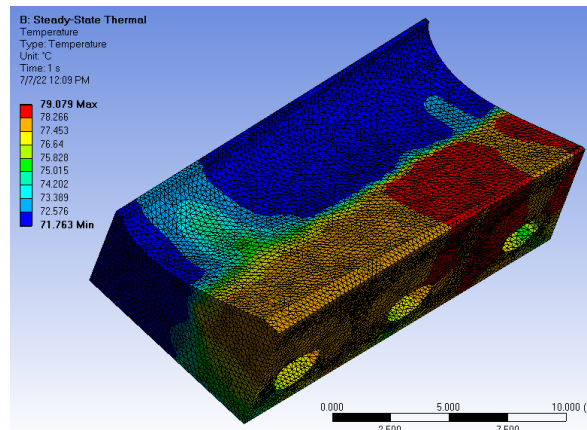 B: Steady-State Thermal
Temperature
Type: Temperature
Unit: °C
Time: 1 s
7/7/22 12:09 PM
79.079 Max
78.266
77.453
76.64
75.828
75.015
74.202
73.389
72.576
71.763 Min
0.000 5.000 10.000 (
2.500 7.500